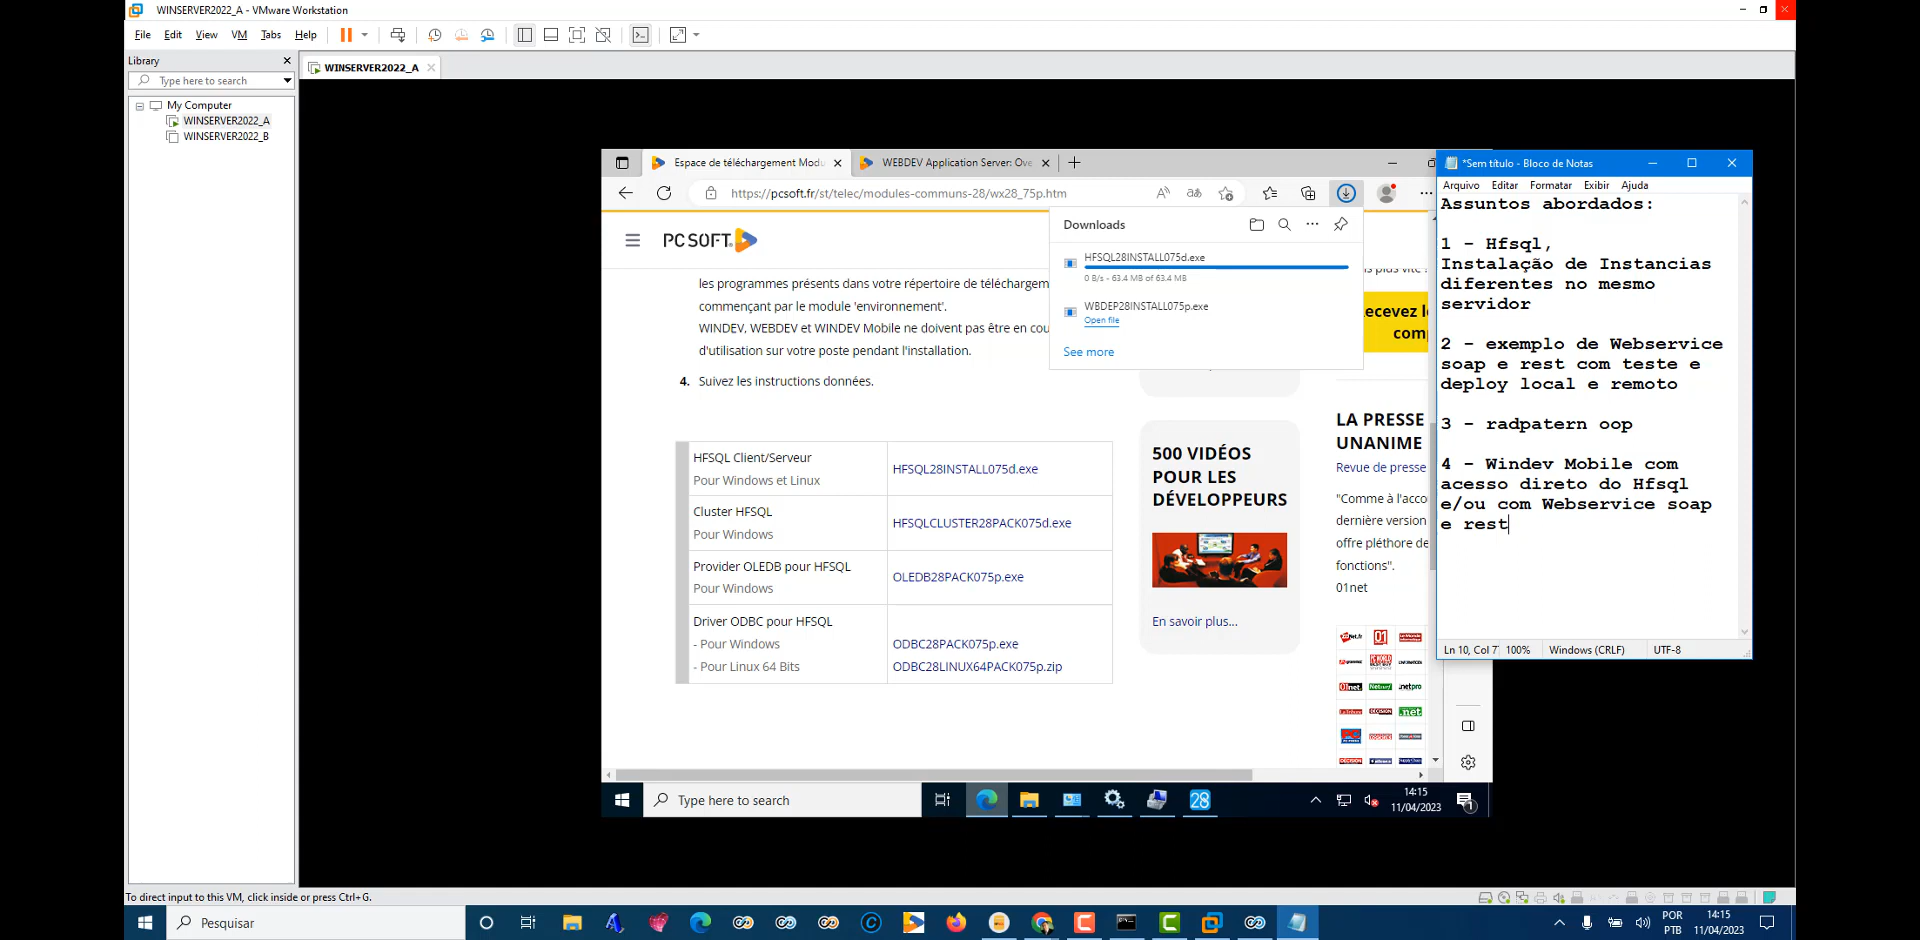 WINSERVER2022_A - VMware Workstation
File Edit View VM Tabs Help
Library
Type here to search
My Computer
WINSERVER2022_A
WINSERVER2022_B
WINSERVER2022_A
Espace de téléchargement Modu
WEBDEV Application Server: Ove
https://pcsoft.fr/st/telec/modules-communs-28/wx28_75p.htm
PC SOFT
les programmes présents dans votre répertoire de téléchargem
commençant par le module 'environnement'.
WINDEV, WEBDEV et WINDEV Mobile ne doivent pas être en cou
d'utilisation sur votre poste pendant l'installation.
4. Suivez les instructions données.
Downloads
HFSQL28INSTALL075d.exe
0 B/s - 63.4 MB of 63.4 MB
WBDEP28INSTALL075p.exe
Open file
See more
HFSQL Client/Serveur
Pour Windows et Linux
HFSQL28INSTALL075d.exe
Cluster HFSQL
Pour Windows
HFSQLCLUSTER28PACK075d.exe
Provider OLEDB pour HFSQL
Pour Windows
OLEDB28PACK075p.exe
Driver ODBC pour HFSQL
- Pour Windows
- Pour Linux 64 Bits
ODBC28PACK075p.exe
ODBC28LINUX64PACK075p.zip
500 VIDÉOS
POUR LES
DÉVELOPPEURS
En savoir plus...
ecevez l
com
LA PRESSE
UNANIME
Revue de presse
"Comme à l'acco
dernière version
offre pléthore de
fonctions".
01net
*Sem título - Bloco de Notas
Arquivo Editar Formatar Exibir Ajuda
Assuntos abordados:
1 - Hfsql,
Instalação de Instancias
diferentes no mesmo
servidor
2 - exemplo de Webservice
soap e rest com teste e
deploy local e remoto
3 - radpatern oop
4 - Windev Mobile com
acesso direto do Hfsql
e/ou com Webservice soap
e rest
Ln 10, Col 7 100% Windows (CRLF) UTF-8
Type here to search
28
14:15
11/04/2023
1
To direct input to this VM, click inside or press Ctrl+G.
Pesquisar
POR
PTB
14:15
11/04/2023